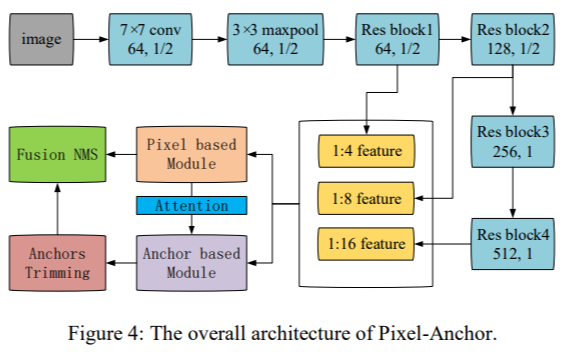 image
7×7 conv
64, 1/2
3×3 maxpool
64, 1/2
Res block1
64, 1/2
Res block2
128, 1/2
Res block3
256, 1
Res block4
512, 1
1:4 feature
1:8 feature
1:16 feature
Pixel based
Module
Attention
Anchor based
Module
Fusion NMS
Anchors
Trimming
Figure 4: The overall architecture of Pixel-Anchor.